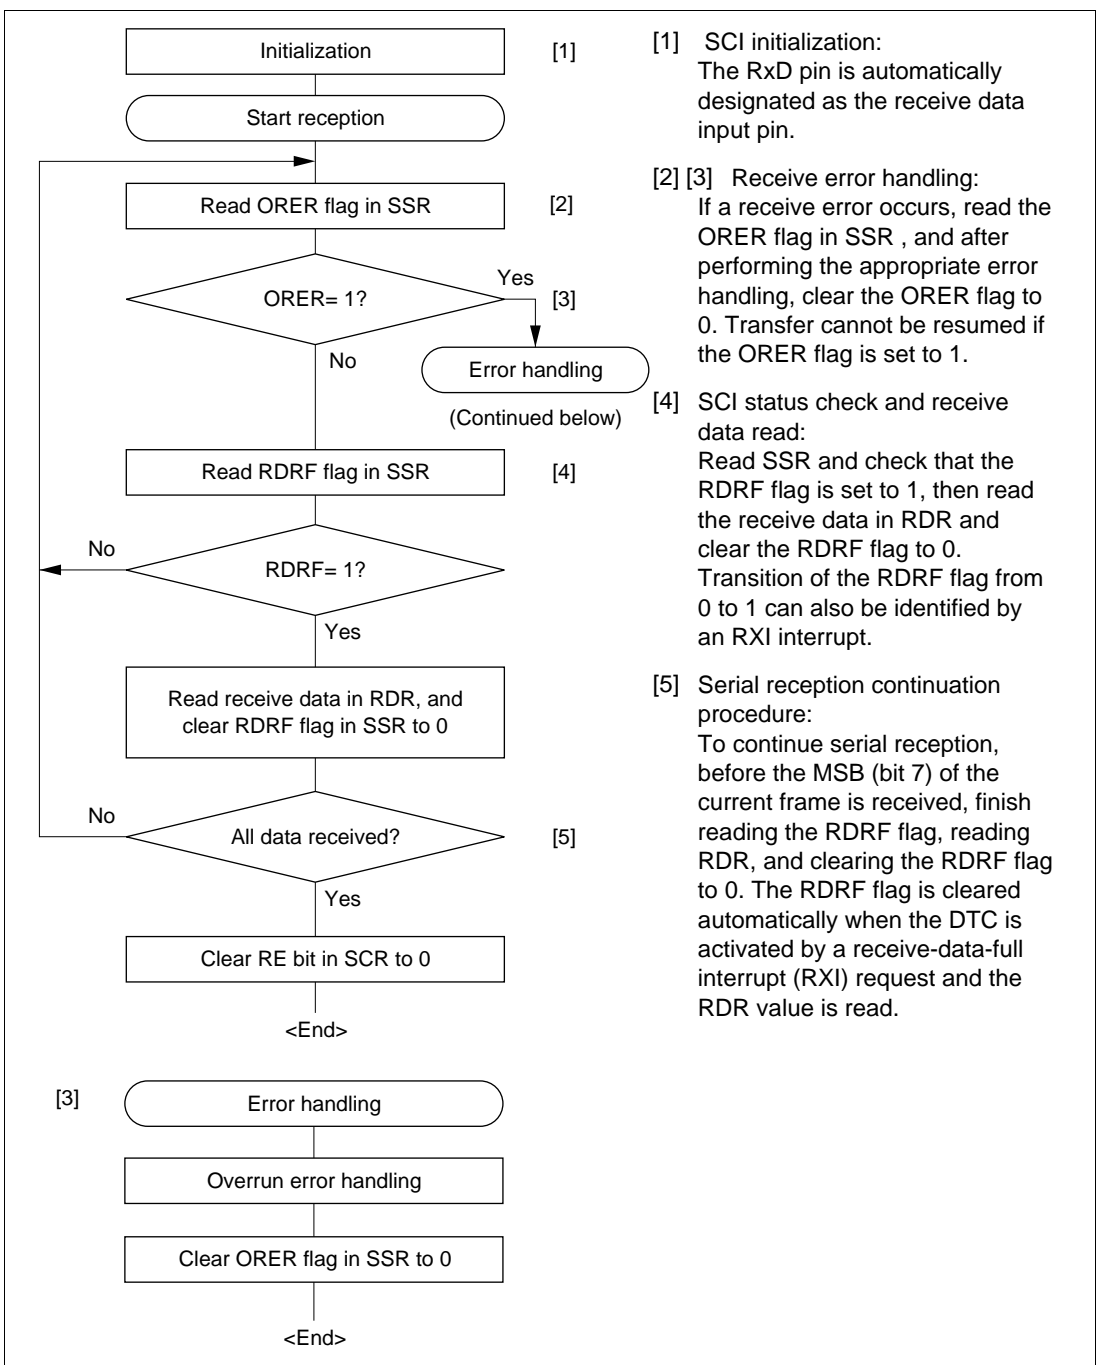 Initialization
[1]
Start reception
Read ORER flag in SSR
[2]
ORER= 1?
Yes
[3]
No
Error handling
(Continued below)
Read RDRF flag in SSR
[4]
No
RDRF= 1?
Yes
Read receive data in RDR, and
clear RDRF flag in SSR to 0
No
All data received?
[5]
Yes
Clear RE bit in SCR to 0
<End>
[3]
Error handling
Overrun error handling
Clear ORER flag in SSR to 0
<End>
[1] SCI initialization:
The RxD pin is automatically
designated as the receive data
input pin.
[2] [3] Receive error handling:
If a receive error occurs, read the
ORER flag in SSR , and after
performing the appropriate error
handling, clear the ORER flag to
0. Transfer cannot be resumed if
the ORER flag is set to 1.
[4] SCI status check and receive
data read:
Read SSR and check that the
RDRF flag is set to 1, then read
the receive data in RDR and
clear the RDRF flag to 0.
Transition of the RDRF flag from
0 to 1 can also be identified by
an RXI interrupt.
[5] Serial reception continuation
procedure:
To continue serial reception,
before the MSB (bit 7) of the
current frame is received, finish
reading the RDRF flag, reading
RDR, and clearing the RDRF flag
to 0. The RDRF flag is cleared
automatically when the DTC is
activated by a receive-data-full
interrupt (RXI) request and the
RDR value is read.